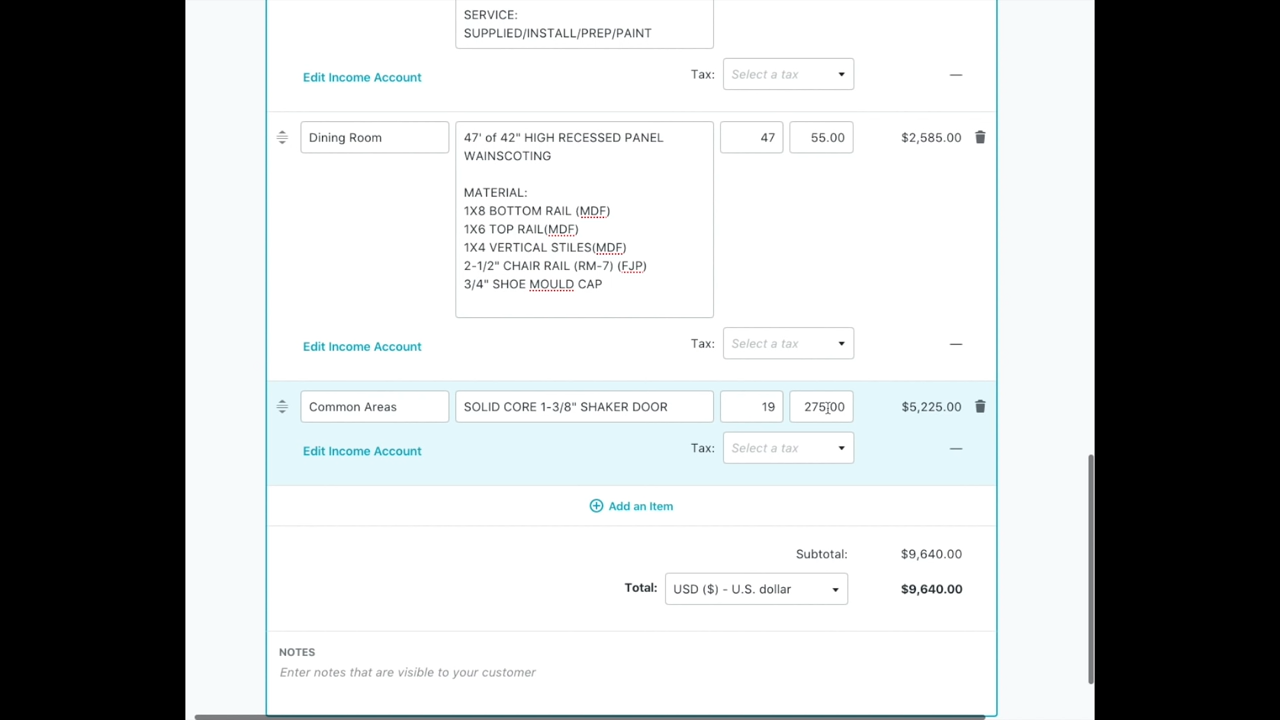 SERVICE:
SUPPLIED/INSTALL/PREP/PAINT
Edit Income Account
Tax:
Select a tax
—
Dining Room
47' of 42" HIGH RECESSED PANEL
WAINSCOTING
47
55.00
$2,585.00
MATERIAL:
1X8 BOTTOM RAIL (MDF)
1X6 TOP RAIL(MDF)
1X4 VERTICAL STILES(MDF)
2-1/2" CHAIR RAIL (RM-7) (FJP)
3/4" SHOE MOULD CAP
Edit Income Account
Tax:
Select a tax
—
Common Areas
SOLID CORE 1-3/8" SHAKER DOOR
19
275.00
$5,225.00
Edit Income Account
Tax:
Select a tax
—
Add an Item
Subtotal:
$9,640.00
Total:
USD ($) - U.S. dollar
$9,640.00
NOTES
Enter notes that are visible to your customer